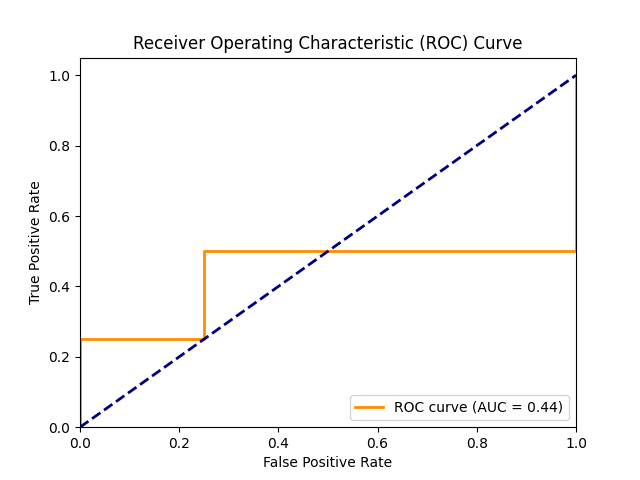 Receiver Operating Characteristic (ROC) Curve
1.0
0.8
0.6
0.4
0.2
0.0
True Positive Rate
ROC curve (AUC = 0.44)
0.0 0.2 0.4 0.6 0.8 1.0
False Positive Rate